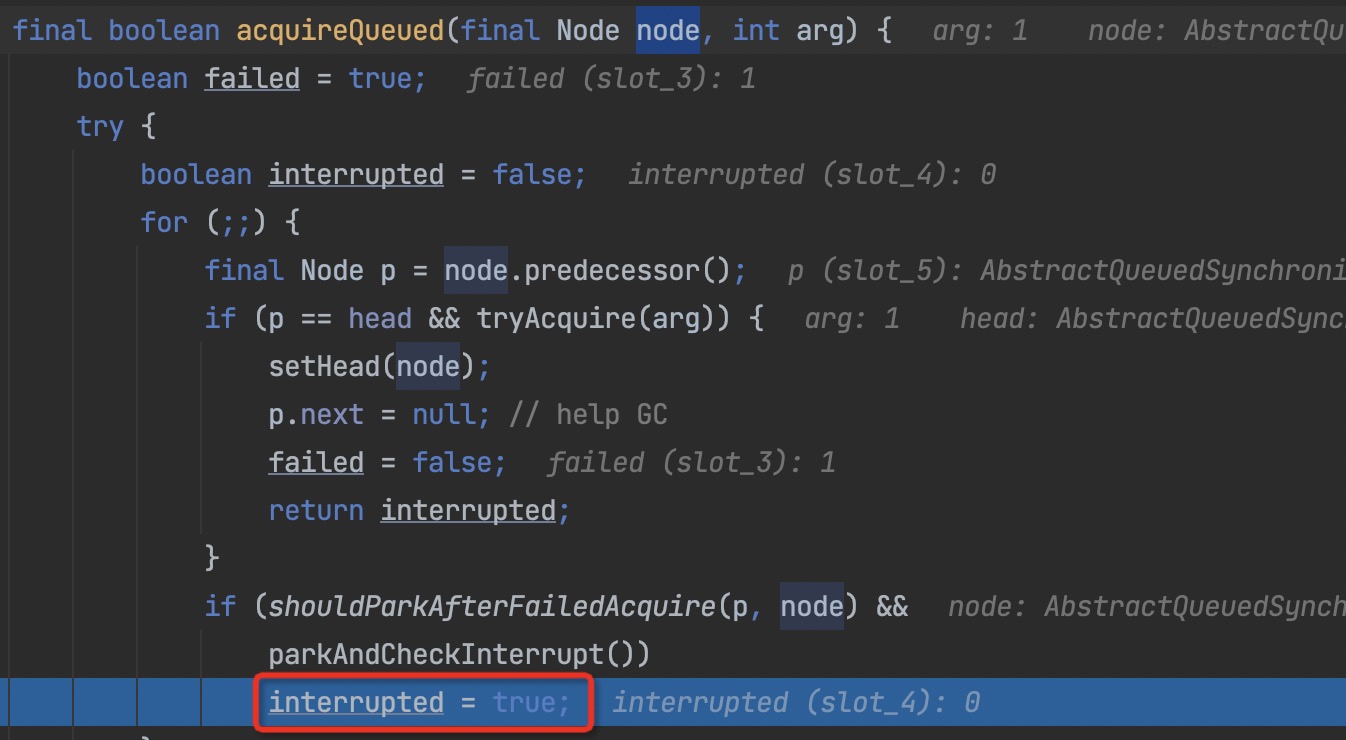 final boolean acquireQueued(final Node node, int arg) {   arg: 1    node: AbstractQu
    boolean failed = true;   failed (slot_3): 1
    try {
        boolean interrupted = false;   interrupted (slot_4): 0
        for (;;) {
            final Node p = node.predecessor();   p (slot_5): AbstractQueuedSynchroni
            if (p == head && tryAcquire(arg)) {   arg: 1    head: AbstractQueuedSync
                setHead(node);
                p.next = null; // help GC
                failed = false;   failed (slot_3): 1
                return interrupted;
            }
            if (shouldParkAfterFailedAcquire(p, node) &&   node: AbstractQueuedSynch
                parkAndCheckInterrupt())
                interrupted = true;   interrupted (slot_4): 0